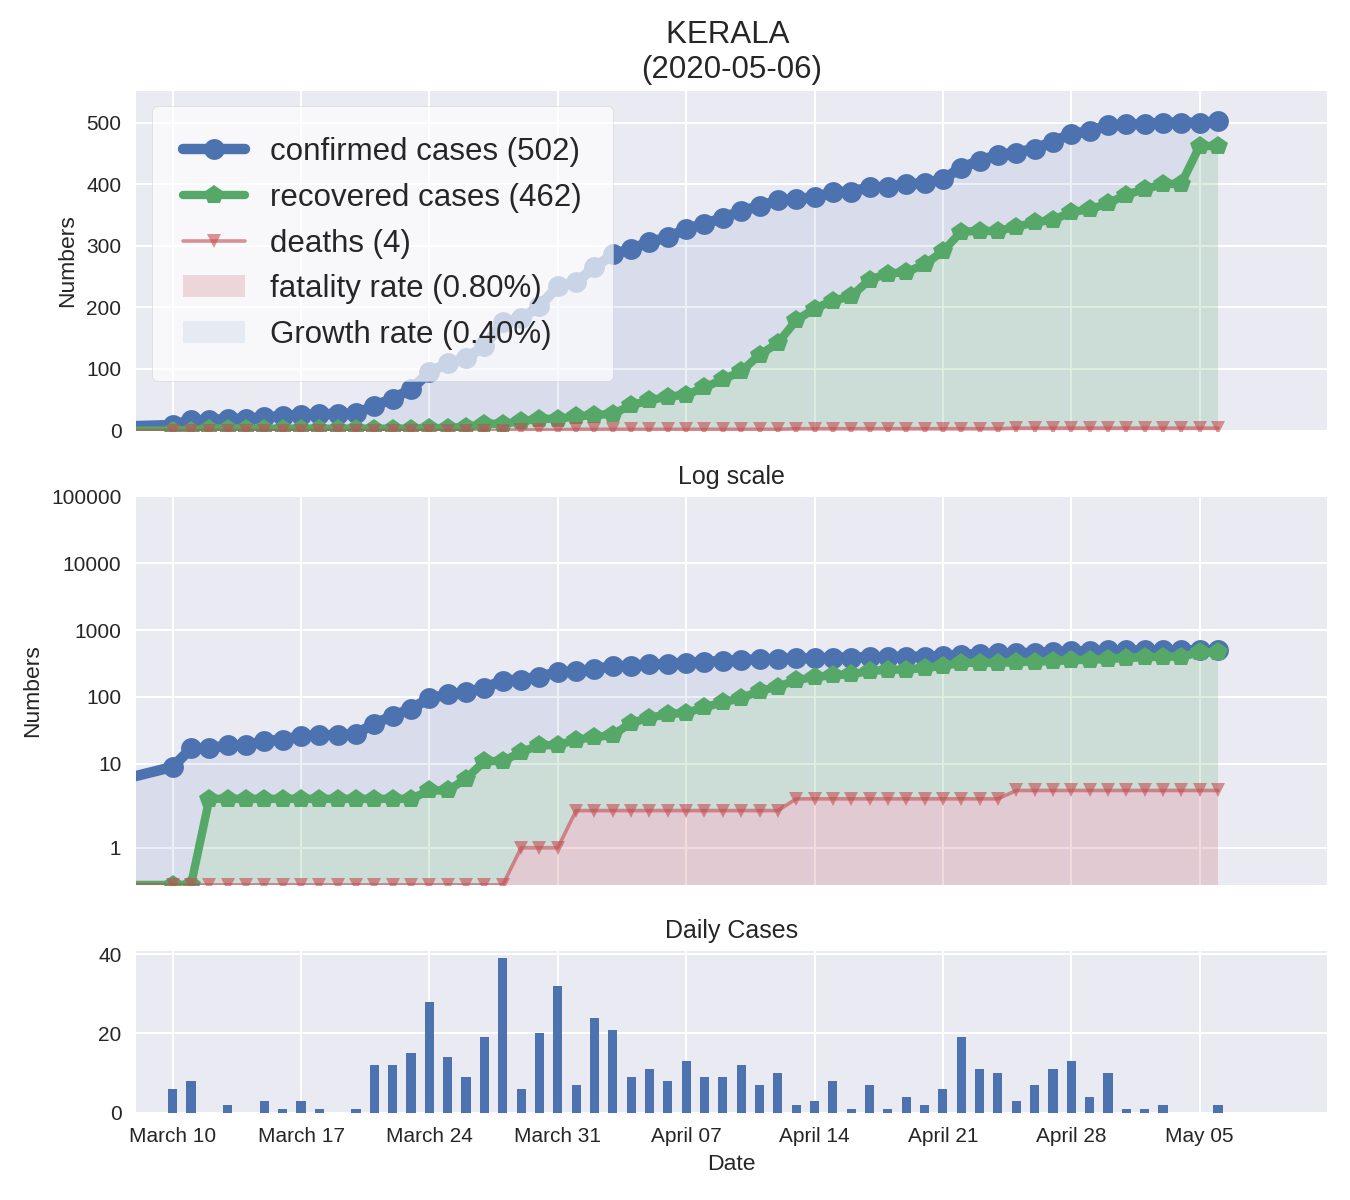 KERALA
(2020-05-06)
Numbers
500
400
300
200
100
0
confirmed cases (502)
recovered cases (462)
deaths (4)
fatality rate (0.80%)
Growth rate (0.40%)
Log scale
Numbers
100000
10000
1000
100
10
1
Daily Cases
40
20
0
March 10 March 17 March 24 March 31 April 07 April 14 April 21 April 28 May 05
Date